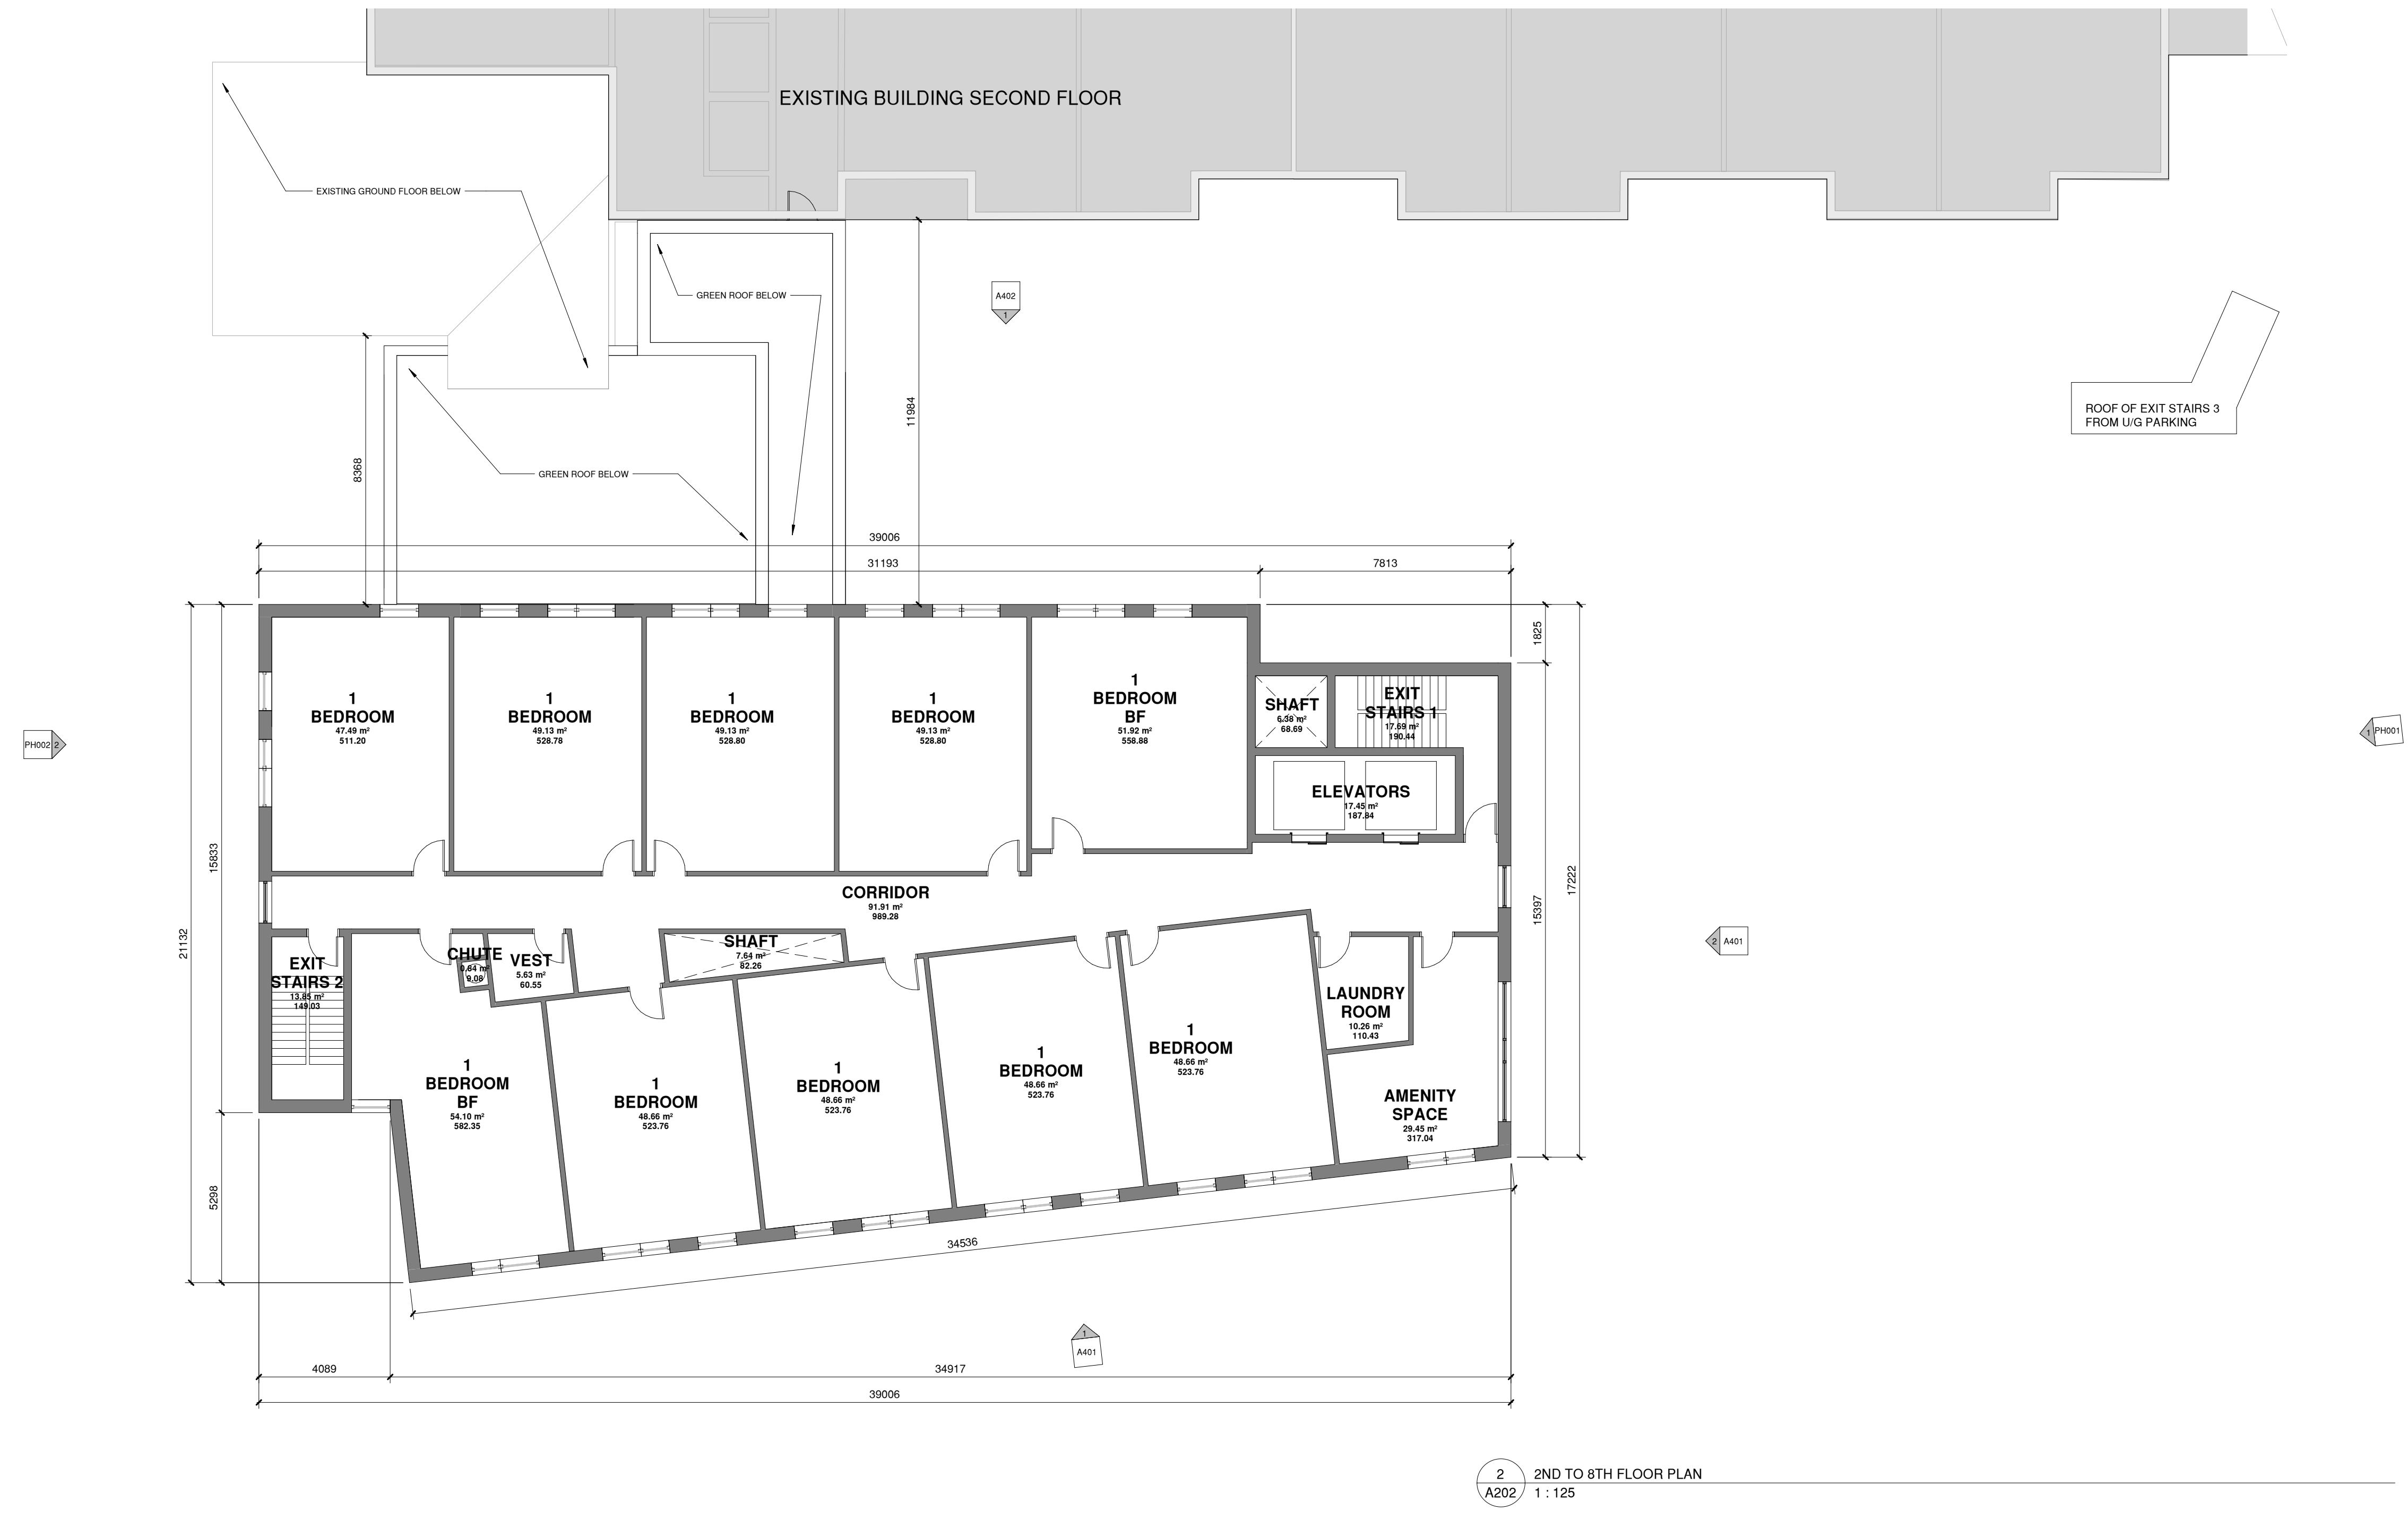 EXISTING BUILDING SECOND FLOOR
EXISTING GROUND FLOOR BELOW
GREEN ROOF BELOW
A402
1
ROOF OF EXIT STAIRS 3
FROM U/G PARKING
11984
8368
GREEN ROOF BELOW
39006
31193
7813
1825
1
BEDROOM
47.49 m²
511.20
1
BEDROOM
49.13 m²
528.78
1
BEDROOM
49.13 m²
528.80
1
BEDROOM
49.13 m²
528.80
1
BEDROOM
BF
51.92 m²
558.88
SHAFT
6.38 m²
68.69
EXIT
STAIRS 1
17.69 m²
190.44
PH002
2
1
PH001
ELEVATORS
17.45 m²
187.84
15833
17222
CORRIDOR
91.91 m²
989.28
15397
21132
EXIT
STAIRS 2
13.85 m²
149.03
CHUTE
0.84 m²
9.08
VEST
5.63 m²
60.55
SHAFT
7.64 m²
82.26
2
A401
LAUNDRY
ROOM
10.26 m²
110.43
1
BEDROOM
BF
54.10 m²
582.35
1
BEDROOM
48.66 m²
523.76
1
BEDROOM
48.66 m²
523.76
1
BEDROOM
48.66 m²
523.76
1
BEDROOM
48.66 m²
523.76
AMENITY
SPACE
29.45 m²
317.04
5298
34536
1
A401
4089
34917
39006
2
A202
2ND TO 8TH FLOOR PLAN
1 : 125